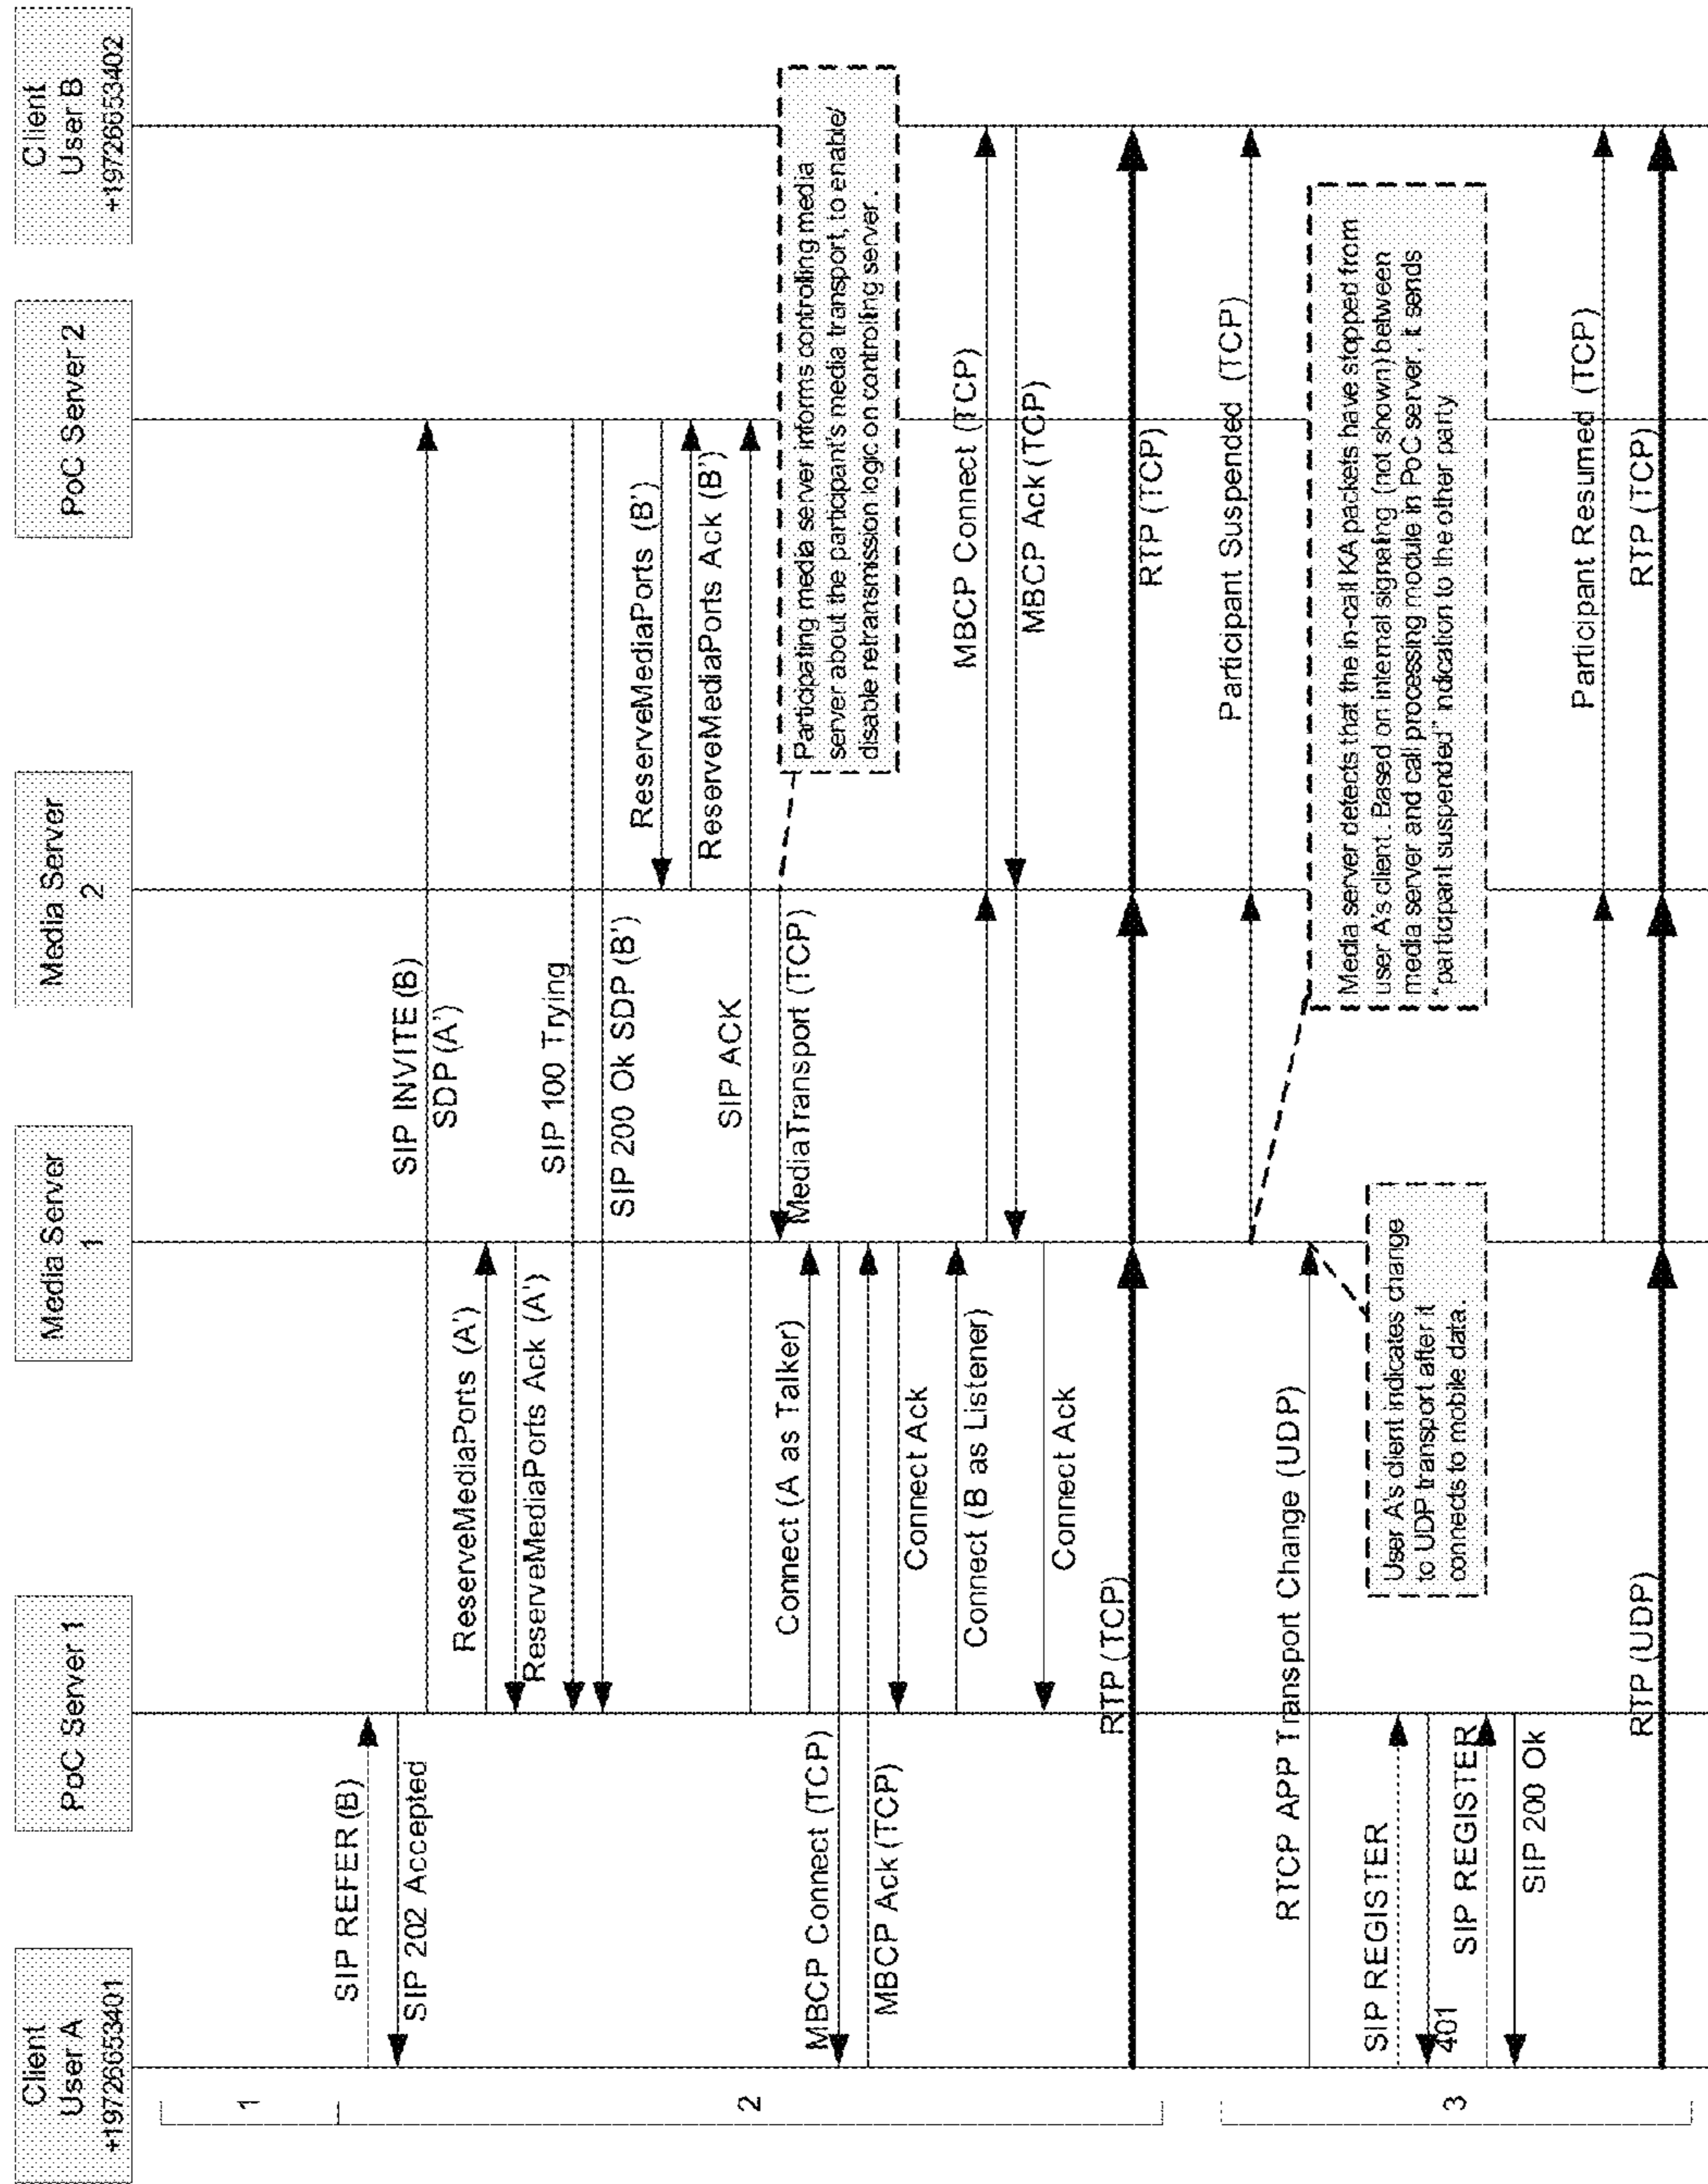 Client
User A
+19726653401
PoC Server 1
Media Server
1
Media Server
2
PoC Server 2
Client
User B
+19726653402
1
SIP REFER (B)
SIP 202 Accepted
2
SIP INVITE (B)
SDP (A')
ReserveMediaPorts (A')
ReserveMediaPorts Ack (A')
SIP 100 Trying
SIP 200 Ok SDP (B')
ReserveMediaPorts (B')
ReserveMediaPorts Ack (B')
SIP ACK
MediaTransport (TCP)
Participating media server informs controlling media
server about the participant's media transport, to enable/
disable retransmission logic on controlling server.
Connect (A as Talker)
MBCP Connect (TCP)
MBCP Ack (TCP)
Connect Ack
Connect (B as Listener)
MBCP Connect (TCP)
MBCP Ack (TCP)
Connect Ack
RTP (TCP)
RTP (TCP)
3
Participant Suspended (TCP)
Media server detects that the in-call KA packets have stopped from
user A's client. Based on internal signaling (not shown) between
media server and call processing module in PoC server, it sends
"participant suspended" indication to the other party
RTCP APP Transport Change (UDP)
User A's client indicates change
to UDP transport after it
connects to mobile data.
SIP REGISTER
401
SIP REGISTER
SIP 200 Ok
Participant Resumed (TCP)
RTP (UDP)
RTP (TCP)